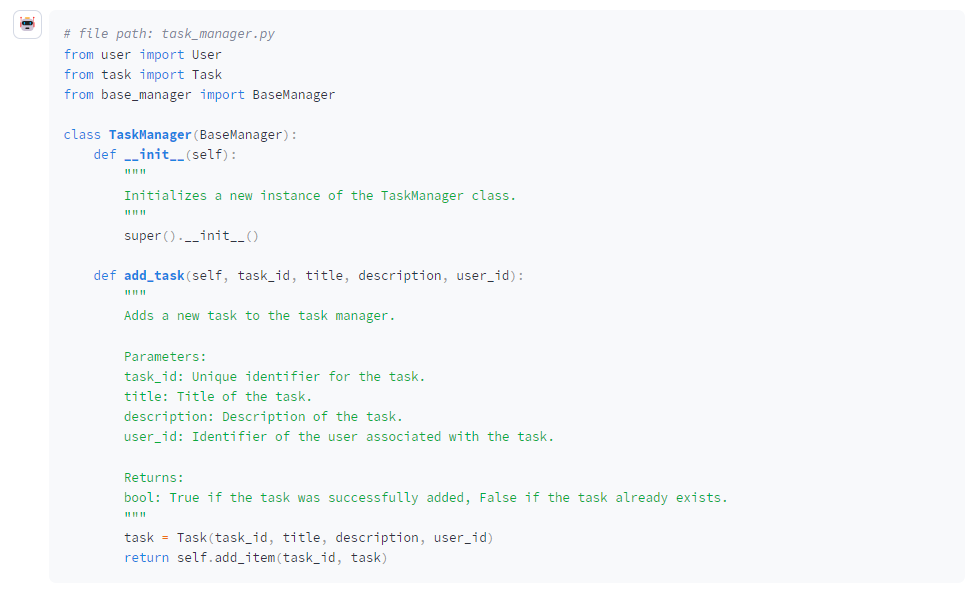 # file path: task_manager.py
from user import User
from task import Task
from base_manager import BaseManager

class TaskManager(BaseManager):
    def __init__(self):
        """
        Initializes a new instance of the TaskManager class.
        """
        super().__init__()

    def add_task(self, task_id, title, description, user_id):
        """
        Adds a new task to the task manager.

        Parameters:
        task_id: Unique identifier for the task.
        title: Title of the task.
        description: Description of the task.
        user_id: Identifier of the user associated with the task.

        Returns:
        bool: True if the task was successfully added, False if the task already exists.
        """
        task = Task(task_id, title, description, user_id)
        return self.add_item(task_id, task)